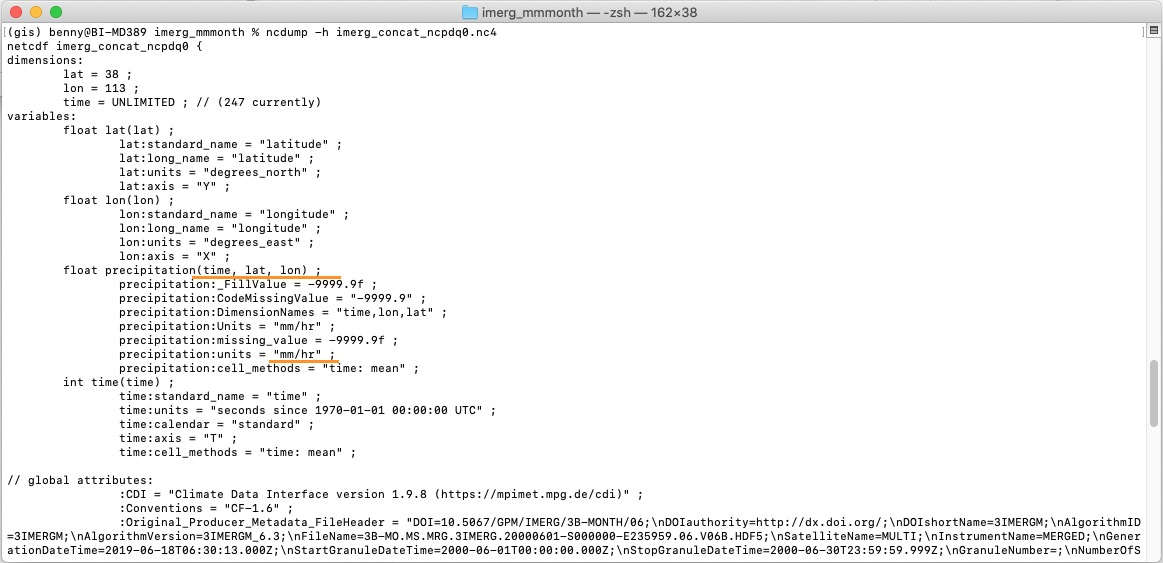 imerg_mmmonth — -zsh — 162×38
[(gis) benny@BI-MD389 imerg_mmmonth % ncdump -h imerg_concat_ncpdq0.nc4 ]
netcdf imerg_concat_ncpdq0 {
dimensions:
lat = 38 ;
lon = 113 ;
time = UNLIMITED ; // (247 currently)
variables:
float lat(lat) ;
lat:standard_name = "latitude" ;
lat:long_name = "latitude" ;
lat:units = "degrees_north" ;
lat:axis = "Y" ;
float lon(lon) ;
lon:standard_name = "longitude" ;
lon:long_name = "longitude" ;
lon:units = "degrees_east" ;
lon:axis = "X" ;
float precipitation(time, lat, lon) ;
precipitation:_FillValue = -9999.9f ;
precipitation:CodeMissingValue = "-9999.9" ;
precipitation:DimensionNames = "time,lon,lat" ;
precipitation:Units = "mm/hr" ;
precipitation:missing_value = -9999.9f ;
precipitation:units = "mm/hr" ;
precipitation:cell_methods = "time: mean" ;
int time(time) ;
time:standard_name = "time" ;
time:units = "seconds since 1970-01-01 00:00:00 UTC" ;
time:calendar = "standard" ;
time:axis = "T" ;
time:cell_methods = "time: mean" ;
// global attributes:
:CDI = "Climate Data Interface version 1.9.8 (https://mpimet.mpg.de/cdi)" ;
:Conventions = "CF-1.6" ;
:Original_Producer_Metadata_FileHeader = "DOI=10.5067/GPM/IMERG/3B-MONTH/06;\nDOIauthority=http://dx.doi.org/;\nDOIshortName=3IMERGM;\nAlgorithmID
=3IMERGM;\nAlgorithmVersion=3IMERGM_6.3;\nFileName=3B-MO.MS.MRG.3IMERG.20000601-S000000-E235959.06.V06B.HDF5;\nSatelliteName=MULTI;\nInstrumentName=MERGED;\nGener
ationDateTime=2019-06-18T06:30:13.000Z;\nStartGranuleDateTime=2000-06-01T00:00:00.000Z;\nStopGranuleDateTime=2000-06-30T23:59:59.999Z;\nGranuleNumber=;\nNumberOfS